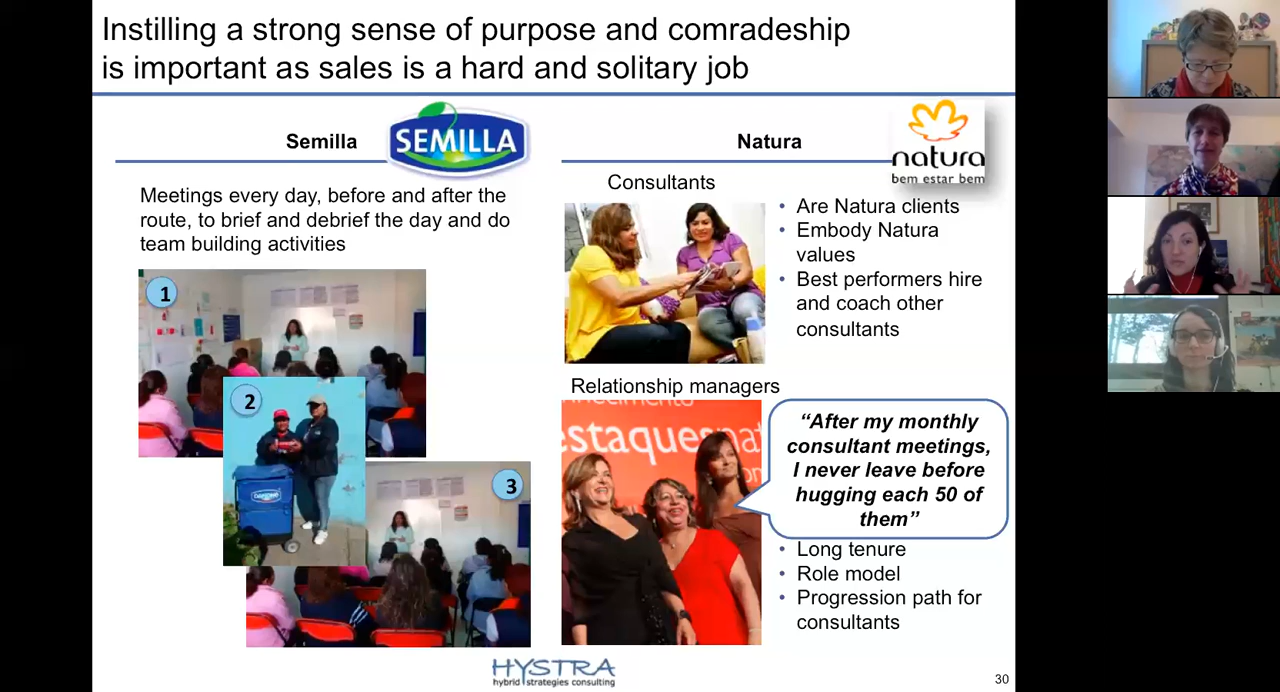 Instilling a strong sense of purpose and comradeship
is important as sales is a hard and solitary job
Semilla
SEMILLA
Meetings every day, before and after the
route, to brief and debrief the day and do
team building activities
1
2
DANONE
3
Natura
natura
bem estar bem
Consultants
• Are Natura clients
• Embody Natura
values
• Best performers hire
and coach other
consultants
Relationship managers
estaques
“After my monthly
consultant meetings,
I never leave before
hugging each 50 of
them”
• Long tenure
• Role model
• Progression path for
consultants
HYSTRA
hybrid strategies consulting
30